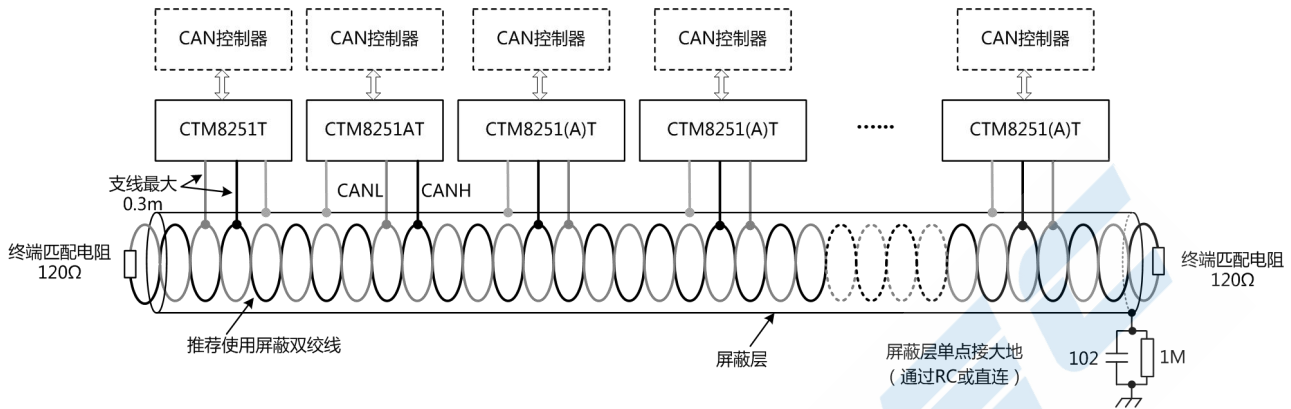 CAN控制器
CAN控制器
CAN控制器
CAN控制器
CAN控制器
CTM8251T
CTM8251AT
CTM8251(A)T
CTM8251(A)T
······
CTM8251(A)T
支线最大
0.3m
CANL
CANH
终端匹配电阻
120Ω
终端匹配电阻
120Ω
推荐使用屏蔽双绞线
屏蔽层
屏蔽层单点接大地
（通过RC或直连）
102
1M